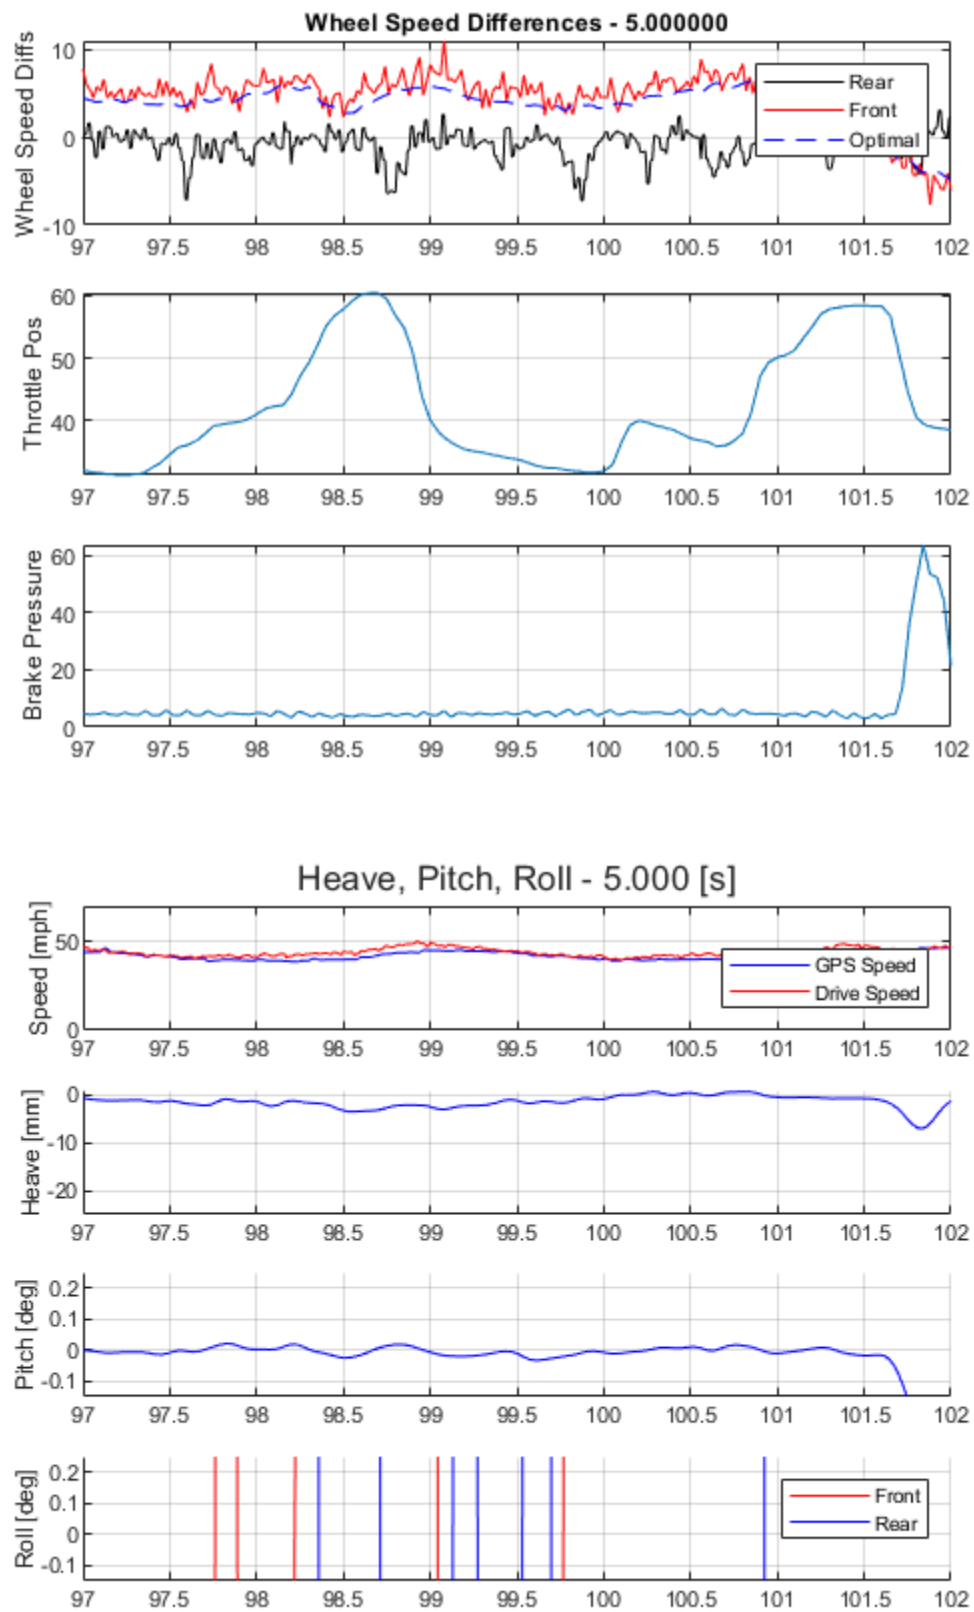 Wheel Speed Differences - 5.000000
Wheel Speed Diffs
10
0
-10
Rear
Front
Optimal
97 97.5 98 98.5 99 99.5 100 100.5 101 101.5 102
Throttle Pos
60
50
40
97 97.5 98 98.5 99 99.5 100 100.5 101 101.5 102
Brake Pressure
60
40
20
0
97 97.5 98 98.5 99 99.5 100 100.5 101 101.5 102
Heave, Pitch, Roll - 5.000 [s]
Speed [mph]
50
0
GPS Speed
Drive Speed
97 97.5 98 98.5 99 99.5 100 100.5 101 101.5 102
Heave [mm]
0
-10
-20
97 97.5 98 98.5 99 99.5 100 100.5 101 101.5 102
Pitch [deg]
0.2
0.1
0
-0.1
97 97.5 98 98.5 99 99.5 100 100.5 101 101.5 102
Roll [deg]
0.2
0.1
0
-0.1
Front
Rear
97 97.5 98 98.5 99 99.5 100 100.5 101 101.5 102